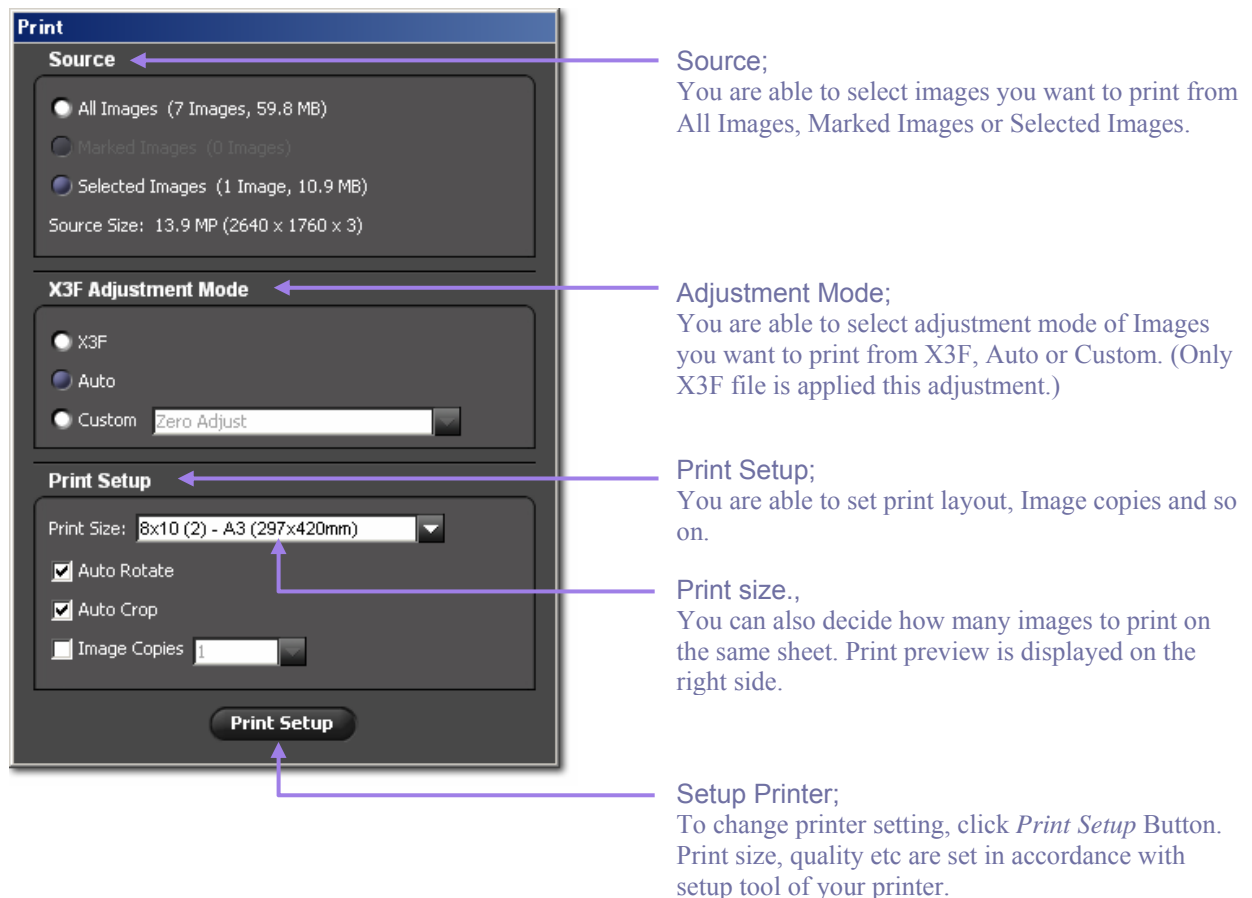 Print
Source
All Images (7 Images, 59.8 MB)
Marked Images (0 Images)
Selected Images (1 Image, 10.9 MB)
Source Size: 13.9 MP (2640 x 1760 x 3)
X3F Adjustment Mode
X3F
Auto
Custom Zero Adjust
Print Setup
Print Size: 8x10 (2) - A3 (297x420mm)
Auto Rotate
Auto Crop
Image Copies 1
Print Setup
Source;
You are able to select images you want to print from
All Images, Marked Images or Selected Images.
Adjustment Mode;
You are able to select adjustment mode of Images
you want to print from X3F, Auto or Custom. (Only
X3F file is applied this adjustment.)
Print Setup;
You are able to set print layout, Image copies and so
on.
Print size.,
You can also decide how many images to print on
the same sheet. Print preview is displayed on the
right side.
Setup Printer;
To change printer setting, click Print Setup Button.
Print size, quality etc are set in accordance with
setup tool of your printer.